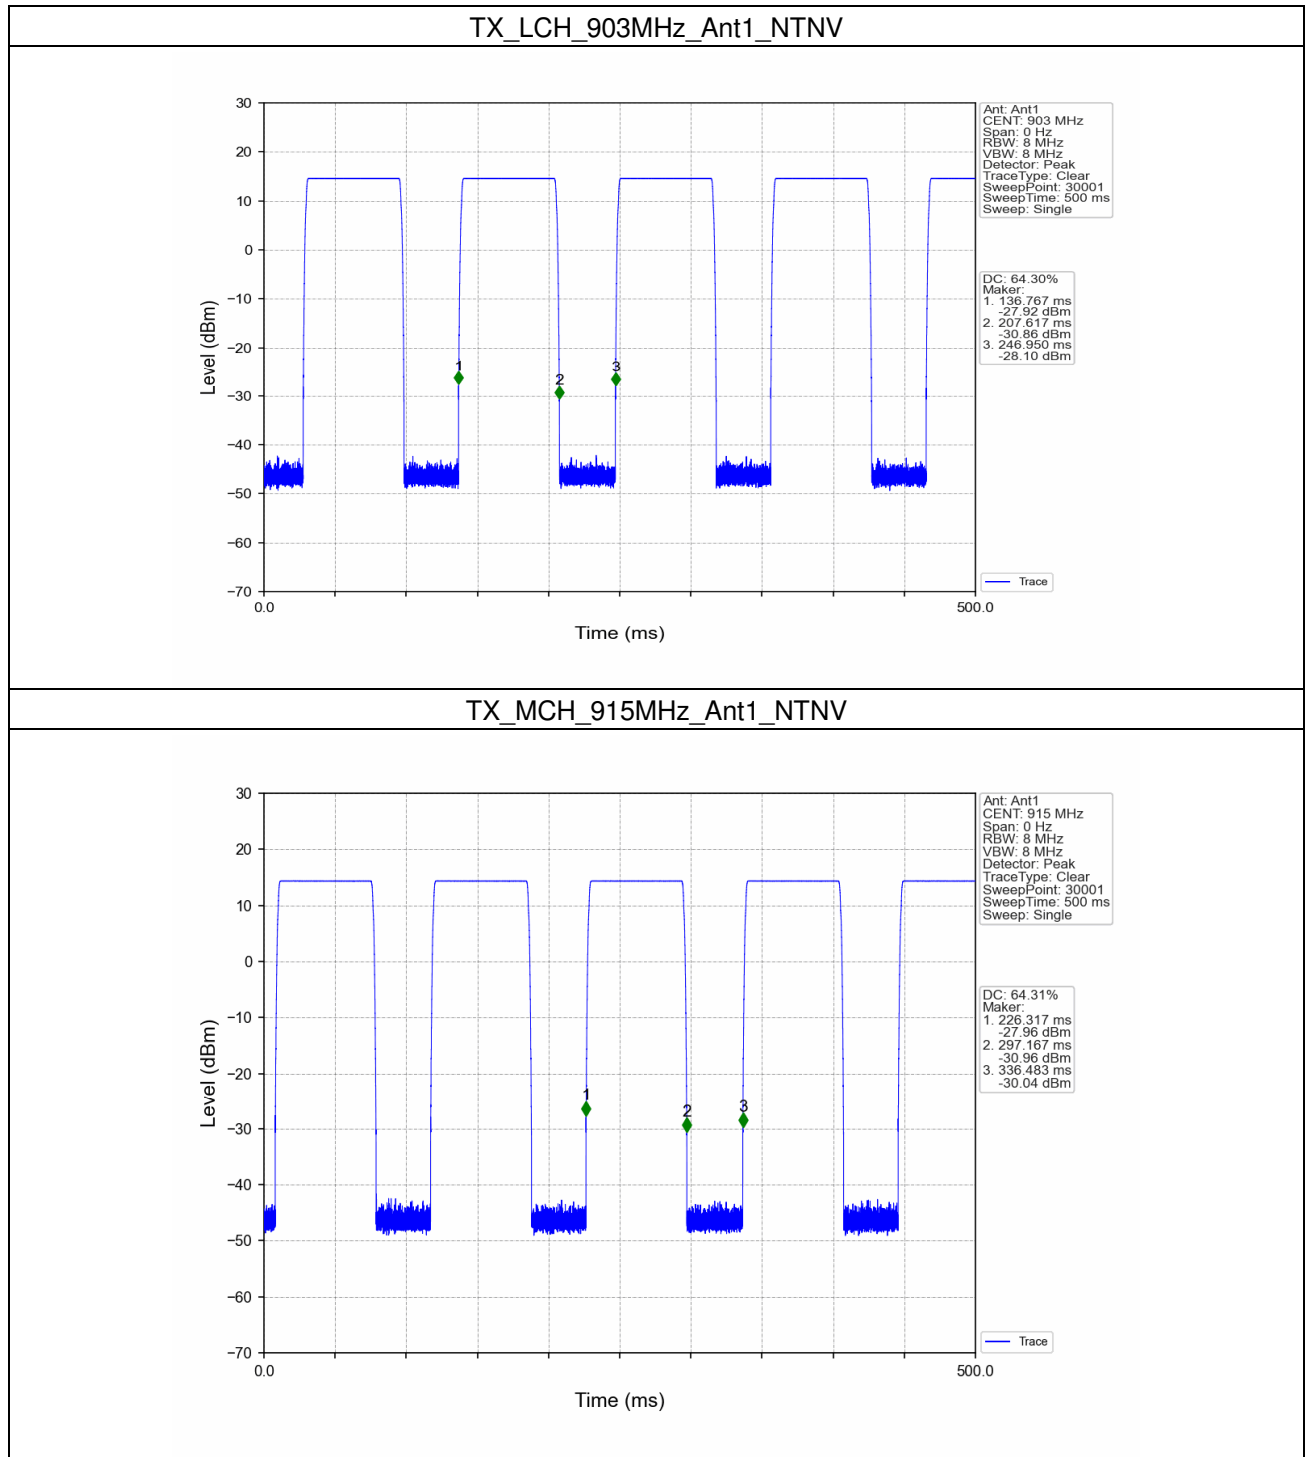 TX_LCH_903MHz_Ant1_NTNV
30
20
10
0
−10
−20
−30
−40
−50
−60
−70
Level (dBm)
0.0
500.0
Time (ms)
1
2
3
Ant: Ant1
CENT: 903 MHz
Span: 0 Hz
RBW: 8 MHz
VBW: 8 MHz
Detector: Peak
TraceType: Clear
SweepPoint: 30001
SweepTime: 500 ms
Sweep: Single
DC: 64.30%
Maker:
1. 136.767 ms
-27.92 dBm
2. 207.617 ms
-30.86 dBm
3. 246.950 ms
-28.10 dBm
Trace
TX_MCH_915MHz_Ant1_NTNV
30
20
10
0
−10
−20
−30
−40
−50
−60
−70
Level (dBm)
0.0
500.0
Time (ms)
1
2
3
Ant: Ant1
CENT: 915 MHz
Span: 0 Hz
RBW: 8 MHz
VBW: 8 MHz
Detector: Peak
TraceType: Clear
SweepPoint: 30001
SweepTime: 500 ms
Sweep: Single
DC: 64.31%
Maker:
1. 226.317 ms
-27.96 dBm
2. 297.167 ms
-30.96 dBm
3. 336.483 ms
-30.04 dBm
Trace